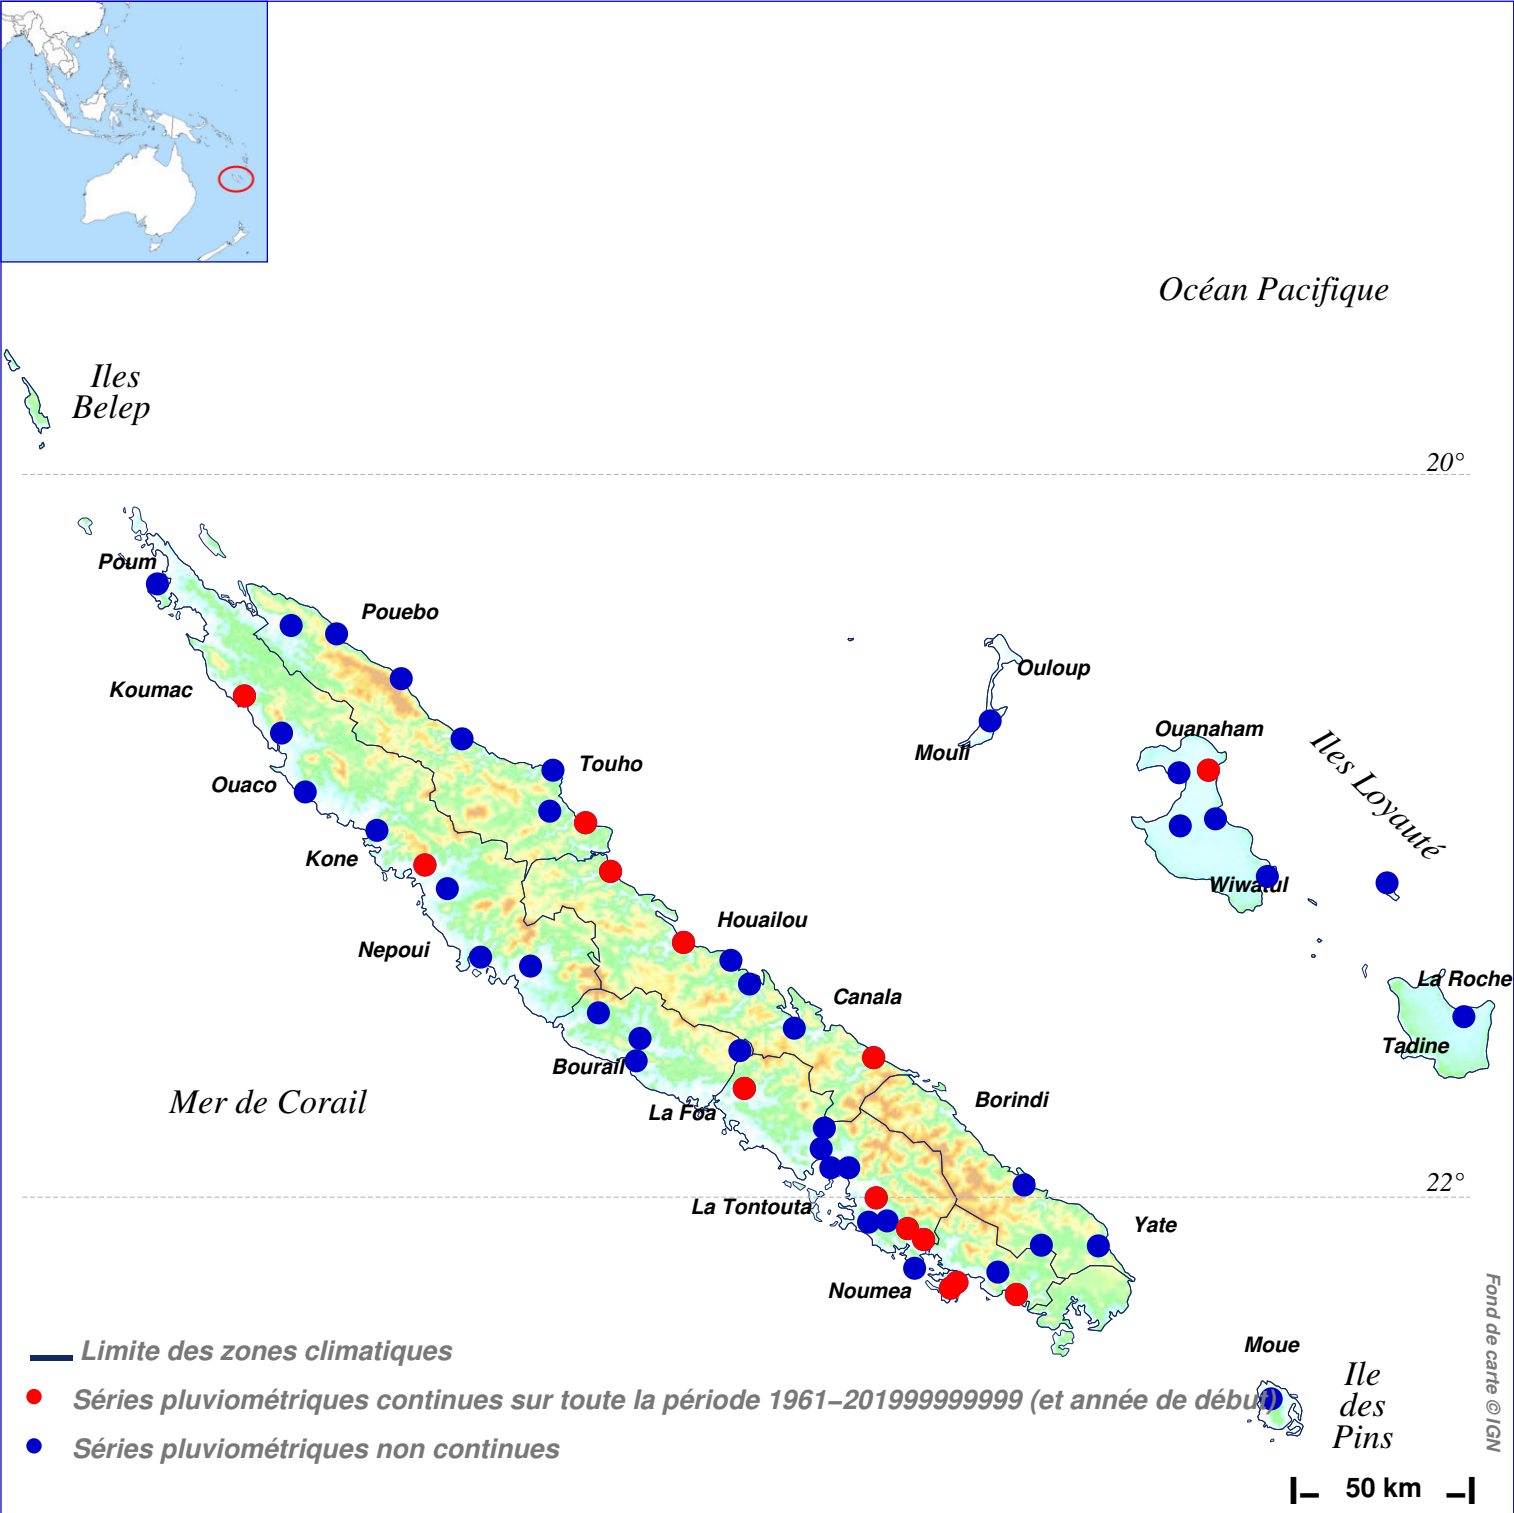 Océan Pacifique
Iles
Belep
20°
Poum
Pouebo
Koumac
Ouloup
Mouli
Ouanaham
Iles Loyauté
Touho
Ouaco
Kone
Wiwatul
Houailou
Nepoui
Canala
La Roche
Tadine
Bourail
Mer de Corail
La Foa
Borindi
22°
La Tontouta
Yate
Noumea
Fond de carte © IGN
Moue
Ile
des
Pins
Limite des zones climatiques
Séries pluviométriques continues sur toute la période 1961–201999999999 (et année de début)
Séries pluviométriques non continues
50 km